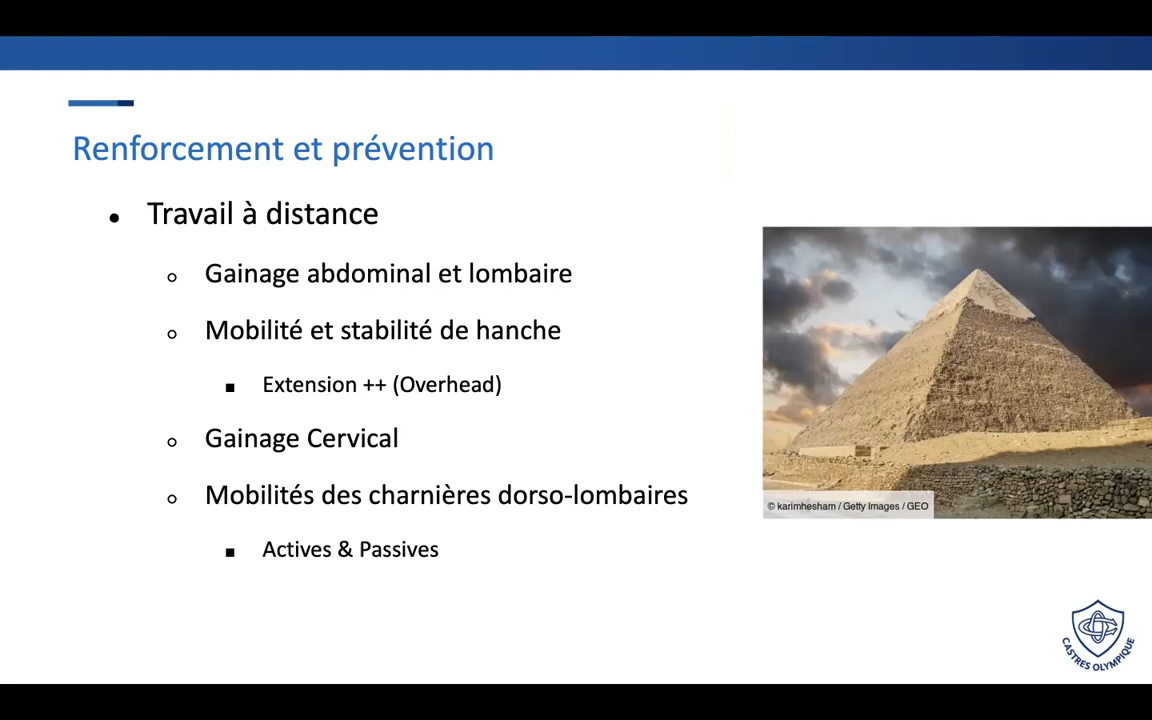 Renforcement et prévention
● Travail à distance
○ Gainage abdominal et lombaire
○ Mobilité et stabilité de hanche
■ Extension ++ (Overhead)
○ Gainage Cervical
○ Mobilités des charnières dorso-lombaires
■ Actives & Passives
© karimhesham / Getty Images / GEO
CASTRES OLYMPIQUE